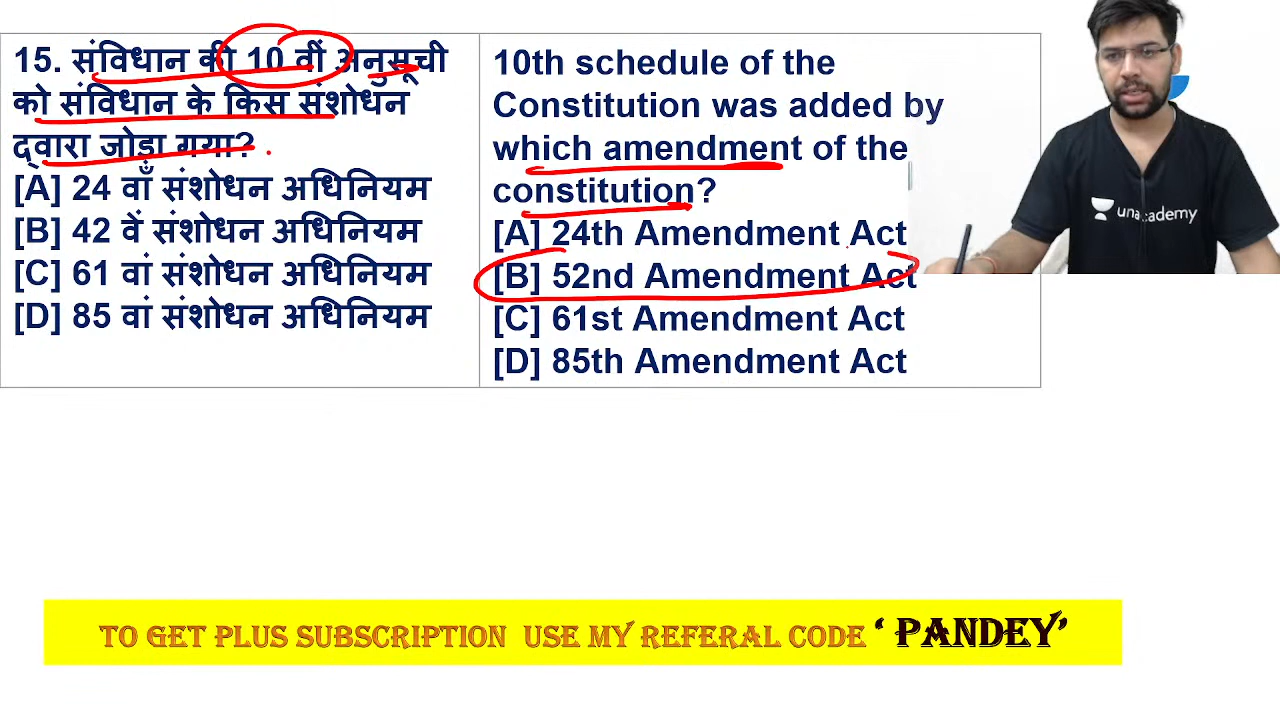 15. संविधान की 10 वीं अनुसूची
को संविधान के किस संशोधन
द्वारा जोड़ा गया?
[A] 24 वाँ संशोधन अधिनियम
[B] 42 वें संशोधन अधिनियम
[C] 61 वां संशोधन अधिनियम
[D] 85 वां संशोधन अधिनियम
10th schedule of the
Constitution was added by
which amendment of the
constitution?
[A] 24th Amendment Act
[B] 52nd Amendment Act
[C] 61st Amendment Act
[D] 85th Amendment Act
unacademy
TO GET PLUS SUBSCRIPTION USE MY REFERAL CODE ‘ PANDEY’